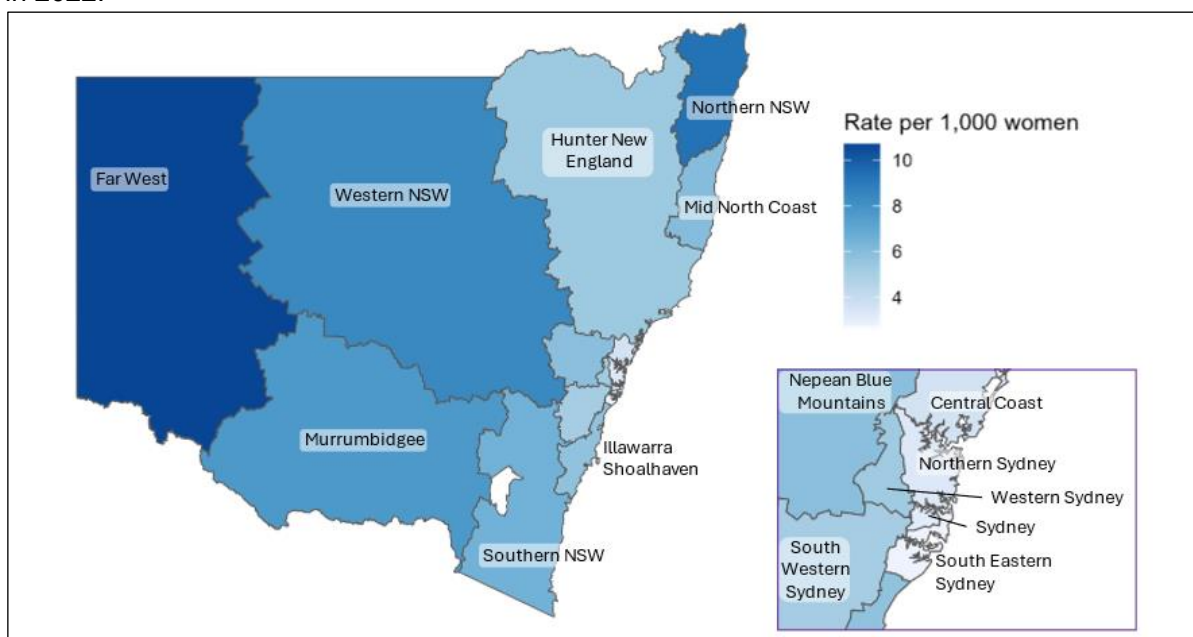 in 2022.
Northern NSW
Hunter New
England
Far West
Western NSW
Mid North Coast
Murrumbidgee
Illawarra
Shoalhaven
Southern NSW
Rate per 1,000 women
10
8
6
4
Nepean Blue
Mountains
Central Coast
Northern Sydney
Western Sydney
Sydney
South
Western
Sydney
South Eastern
Sydney